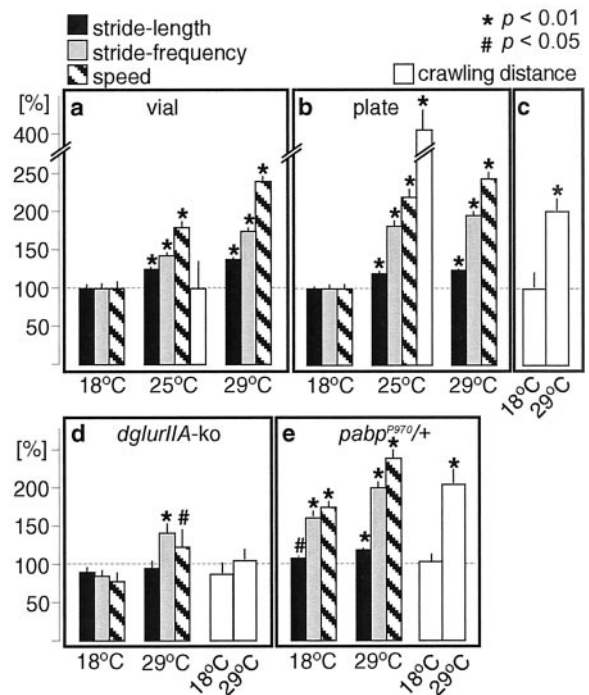 stride-length
stride-frequency
speed
* p < 0.01
# p < 0.05
crawling distance
[%]
a vial
b plate
c
400
250
200
150
100
50
* * * * * *
* * * * * * *
*
18°C 25°C 29°C
18°C 25°C 29°C
18°C 29°C
[%]
d dglurIIA-ko
e pabpP970/+
200
150
100
50
* #
# * * * * * *
18°C 29°C 18°C 29°C
18°C 29°C 18°C 29°C